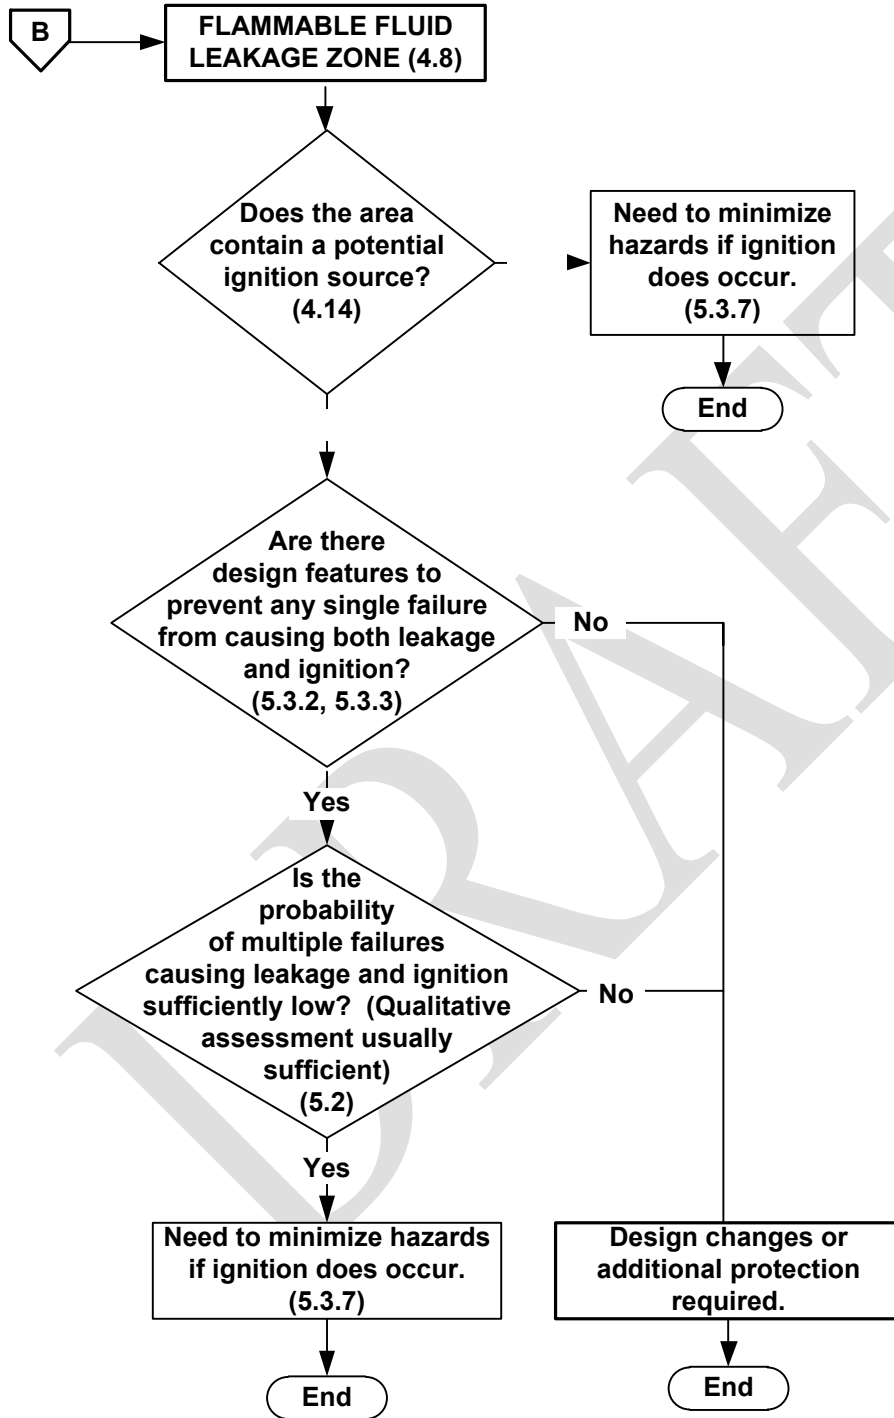 B
FLAMMABLE FLUID
LEAKAGE ZONE (4.8)
Does the area
contain a potential
ignition source?
(4.14)
Need to minimize
hazards if ignition
does occur.
(5.3.7)
End
Are there
design features to
prevent any single failure
from causing both leakage
and ignition?
(5.3.2, 5.3.3)
No
Yes
Is the
probability
of multiple failures
causing leakage and ignition
sufficiently low?  (Qualitative
assessment usually
sufficient)
(5.2)
No
Yes
Need to minimize hazards
if ignition does occur.
(5.3.7)
End
Design changes or
additional protection
required.
End
DRAFT